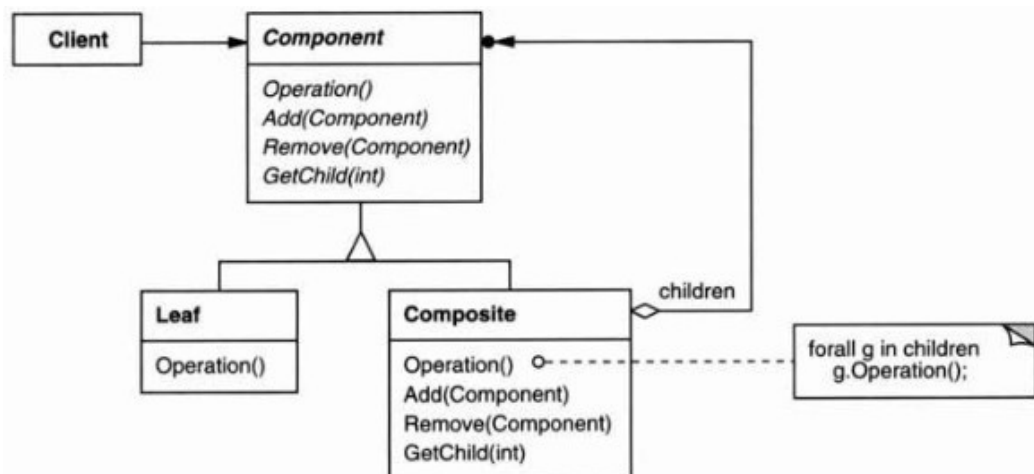 Client
Component
Operation()
Add(Component)
Remove(Component)
GetChild(int)
children
Leaf
Operation()
Composite
Operation()
Add(Component)
Remove(Component)
GetChild(int)
forall g in children
g.Operation();